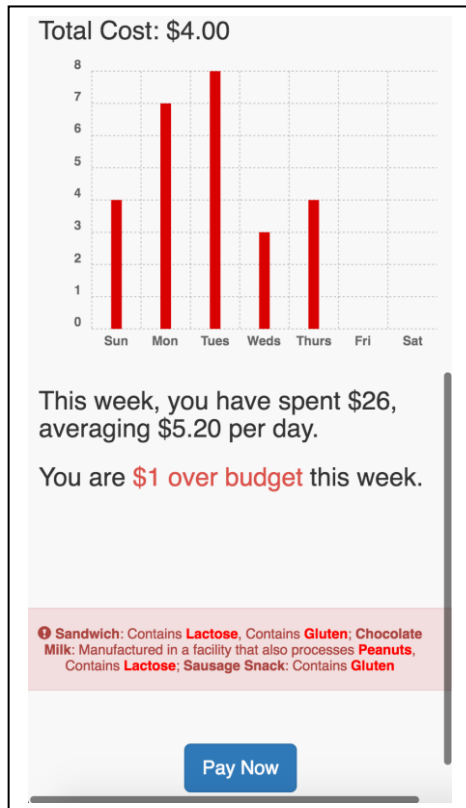 Total Cost: $4.00
8
7
6
5
4
3
2
1
0
Sun Mon Tues Weds Thurs Fri Sat
This week, you have spent $26,
averaging $5.20 per day.
You are $1 over budget this week.
Sandwich: Contains Lactose, Contains Gluten; Chocolate
Milk: Manufactured in a facility that also processes Peanuts,
Contains Lactose; Sausage Snack: Contains Gluten
Pay Now